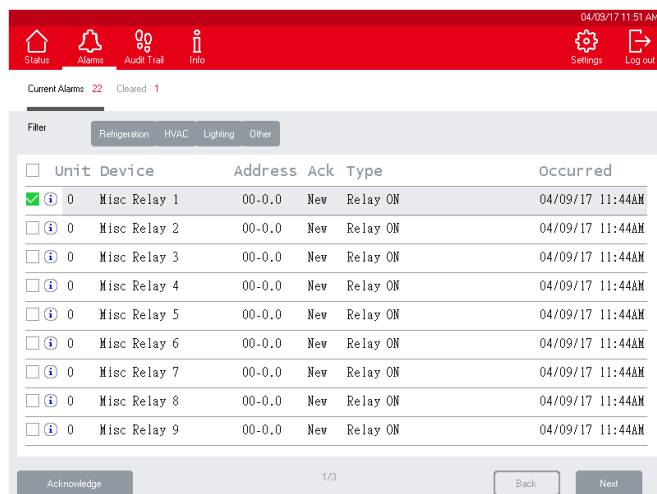 04/09/17 11:51 AM
Status Alarms Audit Trail Info Settings Log out
Current Alarms 22 Cleared 1
Filter Refrigeration HVAC Lighting Other
Unit Device Address Ack Type Occurred
0 Misc Relay 1 00-0.0 New Relay ON 04/09/17 11:44AM
0 Misc Relay 2 00-0.0 New Relay ON 04/09/17 11:44AM
0 Misc Relay 3 00-0.0 New Relay ON 04/09/17 11:44AM
0 Misc Relay 4 00-0.0 New Relay ON 04/09/17 11:44AM
0 Misc Relay 5 00-0.0 New Relay ON 04/09/17 11:44AM
0 Misc Relay 6 00-0.0 New Relay ON 04/09/17 11:44AM
0 Misc Relay 7 00-0.0 New Relay ON 04/09/17 11:44AM
0 Misc Relay 8 00-0.0 New Relay ON 04/09/17 11:44AM
0 Misc Relay 9 00-0.0 New Relay ON 04/09/17 11:44AM
Acknowledge 1/3 Back Next